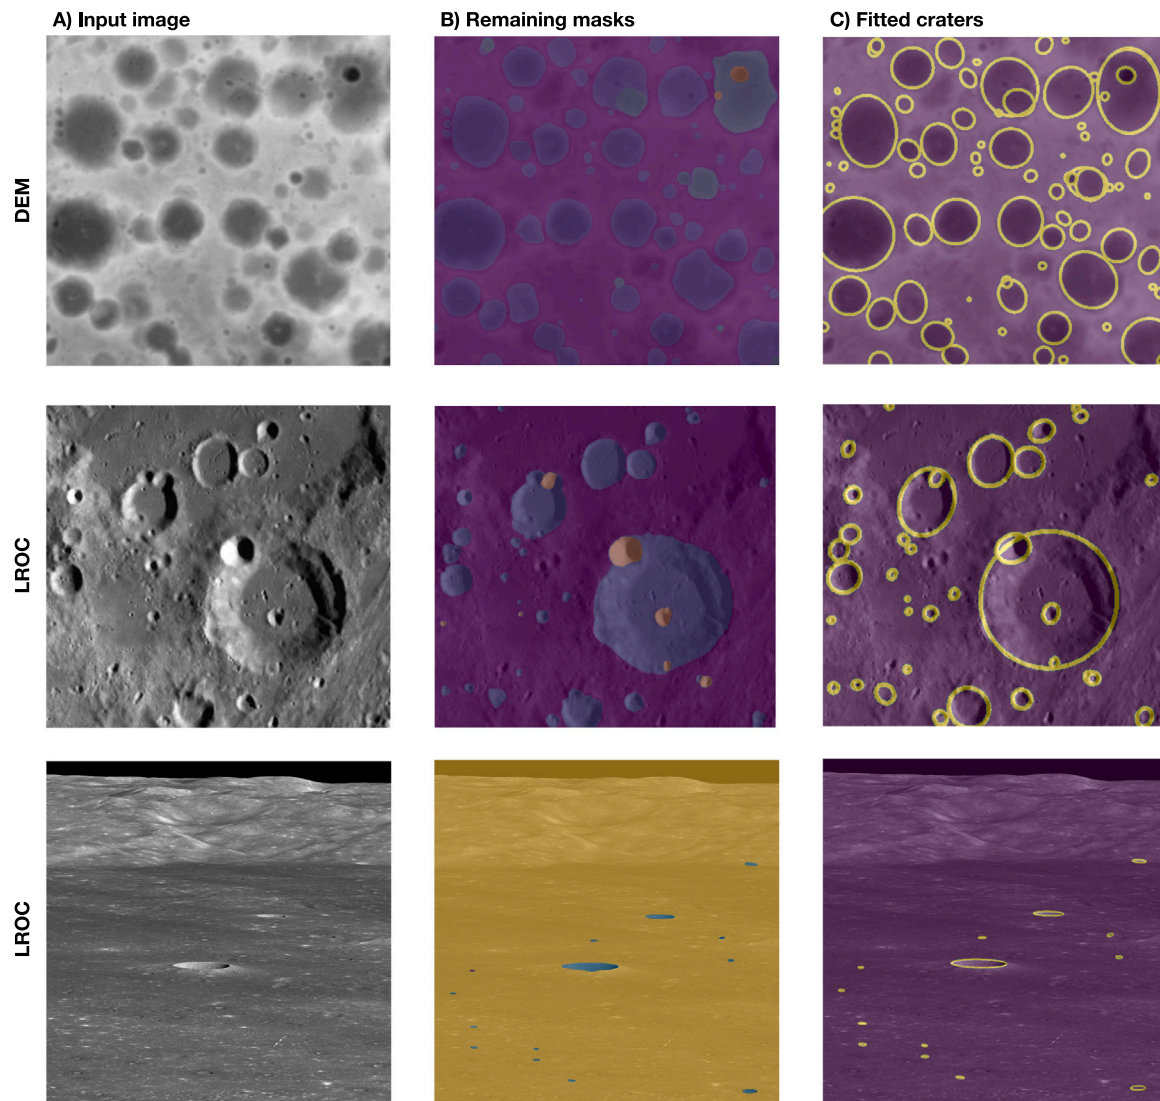 A) Input image
B) Remaining masks
C) Fitted craters
DEM
LROC
LROC